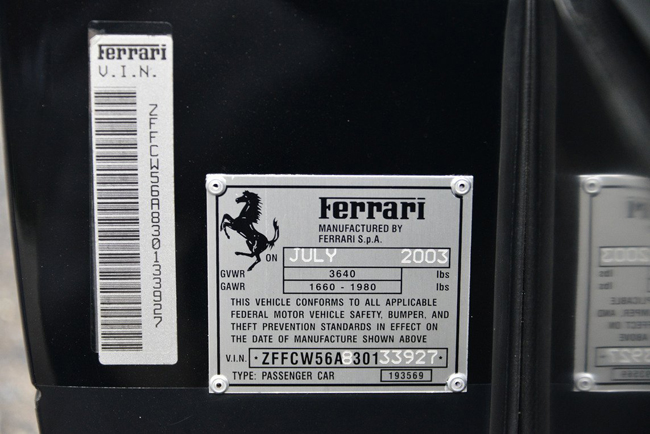 Ferrari
V.I.N.
ZFFCW56A830133927
Ferrari
MANUFACTURED BY
FERRARI S.p.A.
ON JULY 2003
GVWR 3640 lbs
GAWR 1660 - 1980 lbs
THIS VEHICLE CONFORMS TO ALL APPLICABLE
FEDERAL MOTOR VEHICLE SAFETY, BUMPER, AND
THEFT PREVENTION STANDARDS IN EFFECT ON
THE DATE OF MANUFACTURE SHOWN ABOVE
V.I.N. ·ZFFCW56A830133927·
TYPE: PASSENGER CAR 193569